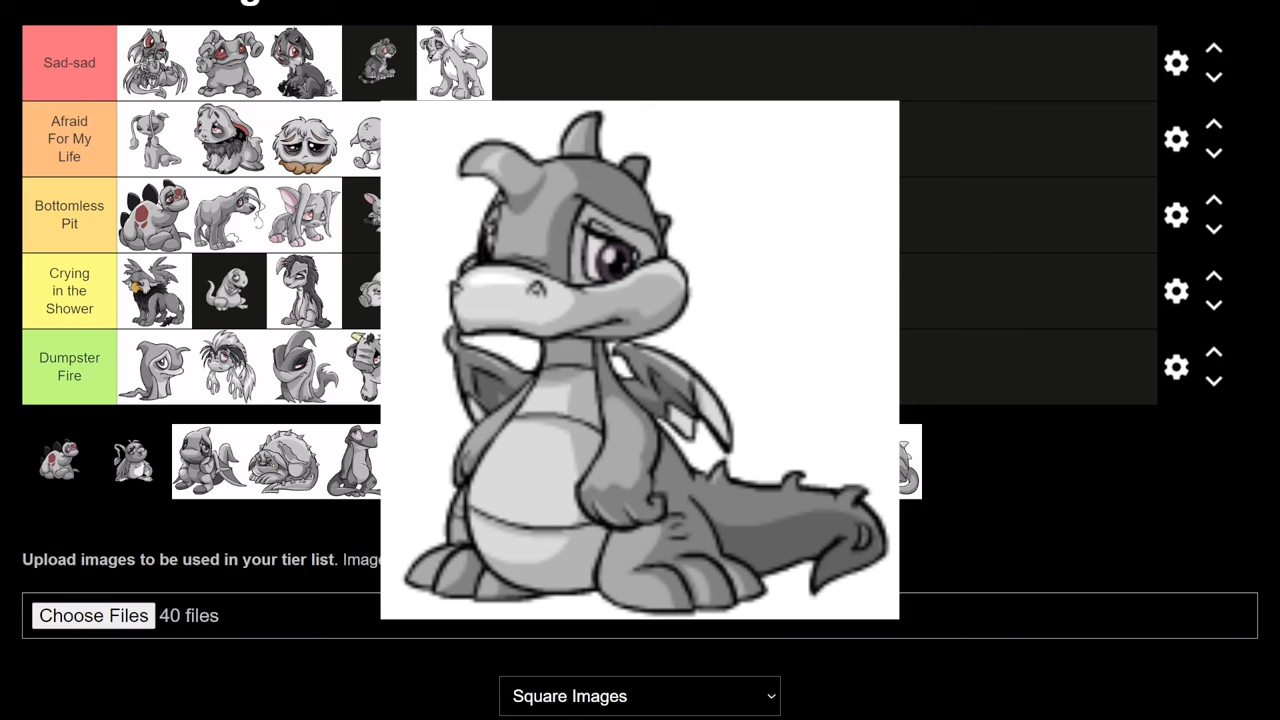 Sad-sad
Afraid
For My
Life
Bottomless
Pit
Crying
in the
Shower
Dumpster
Fire
Upload images to be used in your tier list. Image
Choose Files 40 files
Square Images